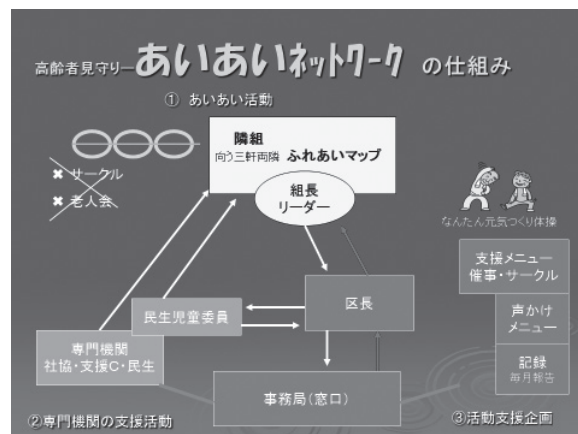 高齢者見守りーあいあいネットワークの仕組み
① あいあい活動
隣組
向う三軒両隣 ふれあいマップ
組長
リーダー
✖ サークル
✖ 老人会
なんたん元気づくり体操
支援メニュー
催事・サークル
声かけ
メニュー
記録
毎月報告
区長
民生児童委員
専門機関
社協・支援C・民生
事務局(窓口)
②専門機関の支援活動
③活動支援企画